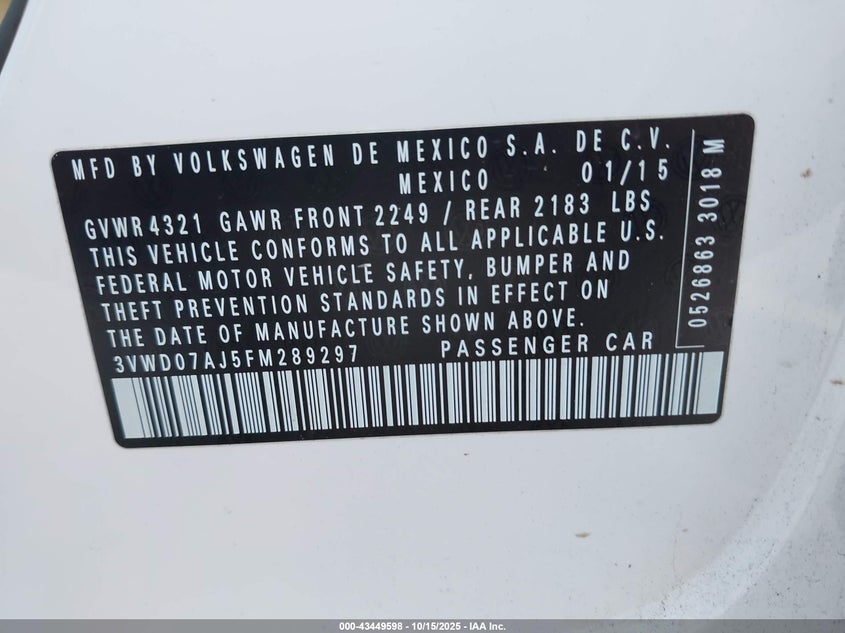 MFD BY VOLKSWAGEN DE MEXICO S.A. DE C.V.
MEXICO 01/15
GVWR 4321 GAWR FRONT 2249 / REAR 2183 LBS
THIS VEHICLE CONFORMS TO ALL APPLICABLE U.S.
FEDERAL MOTOR VEHICLE SAFETY, BUMPER AND
THEFT PREVENTION STANDARDS IN EFFECT ON
THE DATE OF MANUFACTURE SHOWN ABOVE.
3VWD07AJ5FM289297 PASSENGER CAR
0526863 3018 M
000-43449598 - 10/15/2025 - IAA Inc.